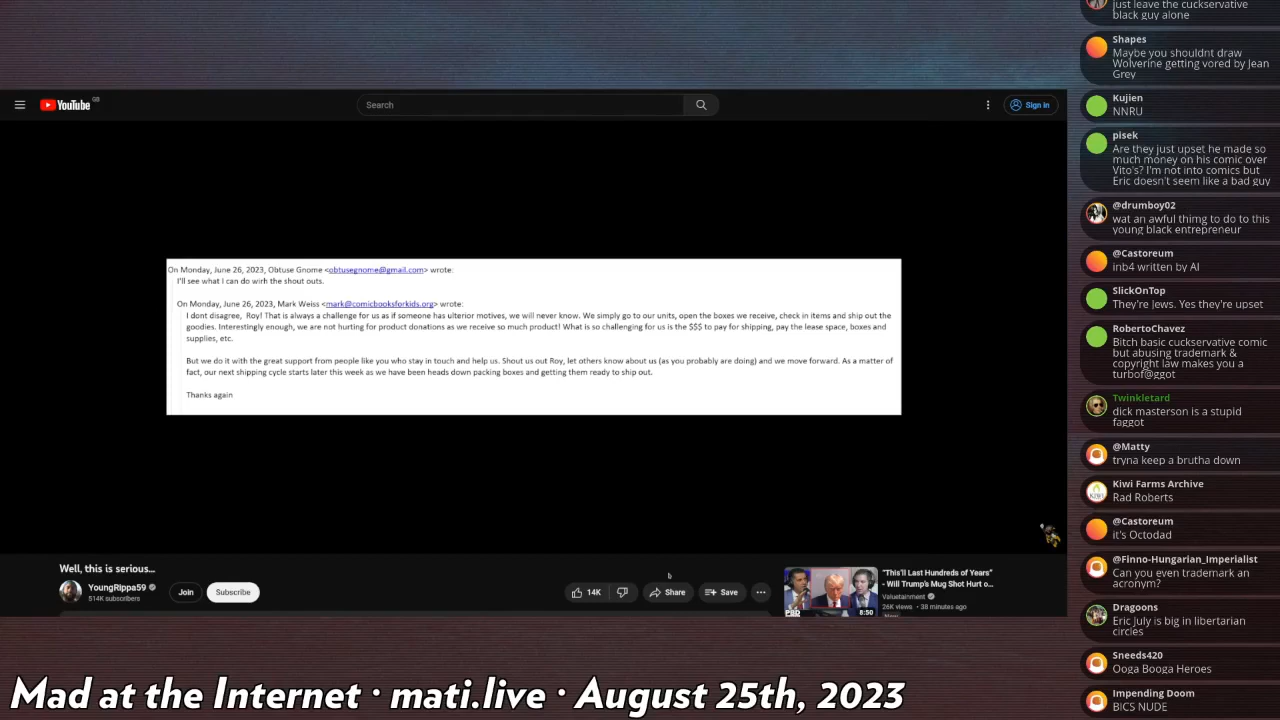 YouTube GB
Search
Sign in
On Monday, June 26, 2023, Obtuse Gnome <obtusegnome@gmail.com> wrote:
I'll see what I can do wirh the shout outs.
On Monday, June 26, 2023, Mark Weiss <mark@comicbooksforkids.org> wrote:
I dont disagree, Roy! That is always a challenge for us as if someone has ulterior motives, we will never know. We simply go to our units, open the boxes we receive, check in items and ship out the
goodies. Interestingly enough, we are not hurting for product donations as we receive so much product! What is so challenging for us is the $$$ to pay for shipping, pay the lease space, boxes and
supplies, etc.
But we do it with the great support from people like you who stay in touch and help us. Shout us out Roy, let others know about us (as you probably are doing) and we move forward. As a matter of
fact, our next shipping cycle starts later this week as we have been heads down packing boxes and getting them ready to ship out.
Thanks again
Well, this is serious...
YoungRippa59
514K subscribers
Join
Subscribe
14K
Share
Save
"This'll Last Hundreds of Years"
- Will Trump's Mug Shot Hurt o...
Valuetainment
26K views • 38 minutes ago
New
PBD
8:50
just leave the cuckservative
black guy alone
Shapes
Maybe you shouldnt draw
Wolverine getting vored by Jean
Grey
Kujien
NNRU
pisek
Are they just upset he made so
much money on his comic over
Vito's? I'm not into comics but
Eric doesn't seem like a bad guy
@drumboy02
wat an awful thimg to do to this
young black entrepreneur
@Castoreum
inb4 written by AI
SlickOnTop
They're Jews. Yes they're upset
RobertoChavez
Bitch basic cuckservative comic
bpt abusing trademark &
copyright law makes you a
turbof@ggot
Twinkletard
dick masterson is a stupid
faggot
@Matty
tryna keep a brutha down
Kiwi Farms Archive
Rad Roberts
@Castoreum
it's Octodad
@Finno-Hungarian_Imperialist
Can you even trademark an
acronym?
Dragoons
Eric July is big in libertarian
circles
Sneeds420
Ooga Booga Heroes
Impending Doom
BICS NUDE
Mad at the Internet · mati.live · August 25th, 2023